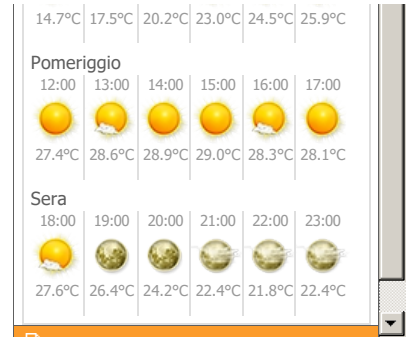 14.7°C 17.5°C 20.2°C 23.0°C 24.5°C 25.9°C
Pomeriggio
12:00 13:00 14:00 15:00 16:00 17:00
27.4°C 28.6°C 28.9°C 29.0°C 28.3°C 28.1°C
Sera
18:00 19:00 20:00 21:00 22:00 23:00
27.6°C 26.4°C 24.2°C 22.4°C 21.8°C 22.4°C